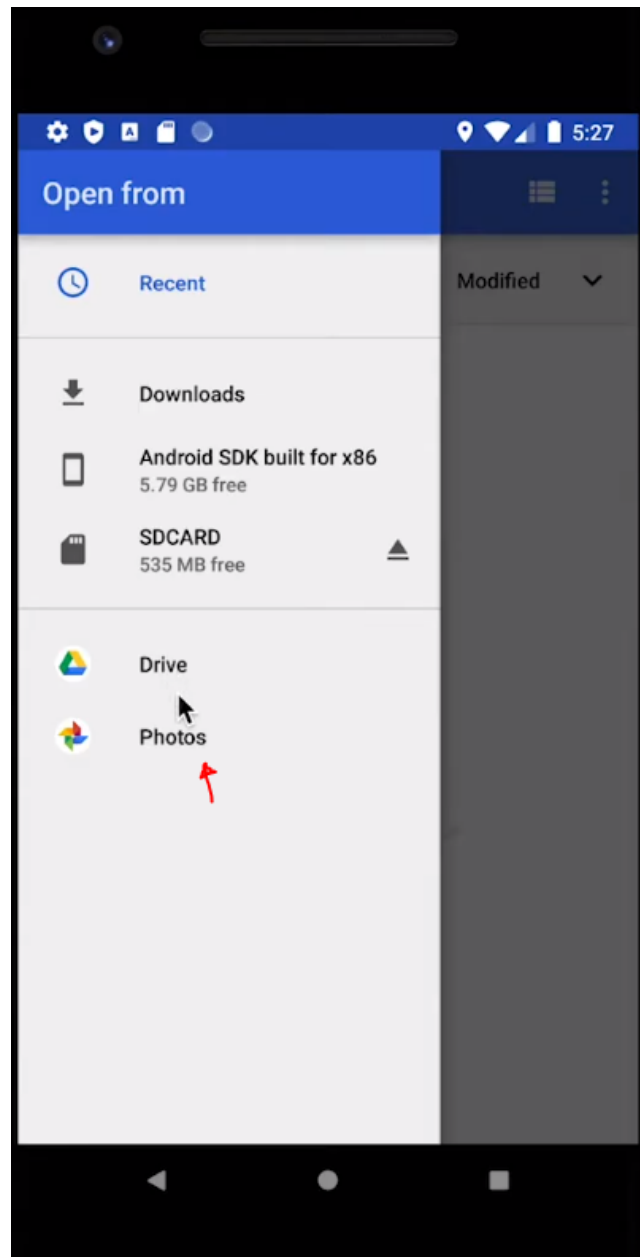 5:27
Open from
Recent
Modified
Downloads
Android SDK built for x86
5.79 GB free
SDCARD
535 MB free
Drive
Photos